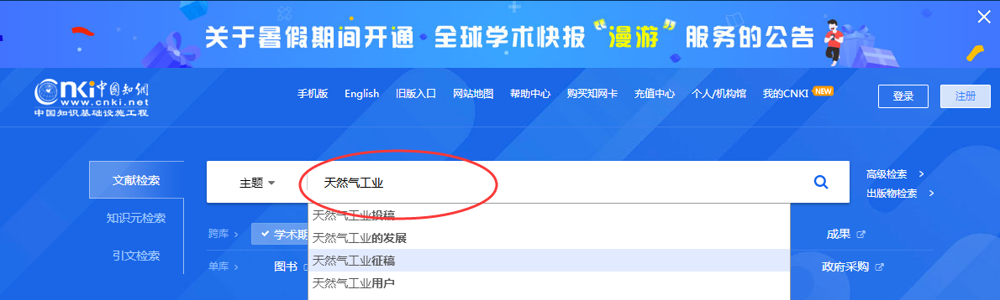 关于暑假期间开通 全球学术快报“漫游”服务的公告
cnki 中国知網
www.cnki.net
中国知识基础设施工程
手机版 English 旧版入口 网站地图 帮助中心 购买知网卡 充值中心 个人/机构馆 我的CNKI NEW 登录 注册
文献检索
主题 天然气工业
高级检索 >
出版物检索 >
知识元检索
引文检索
天然气工业投稿
跨库 > 学术期 天然气工业的发展 成果
天然气工业征稿
单库 > 图书 政府采购
天然气工业用户